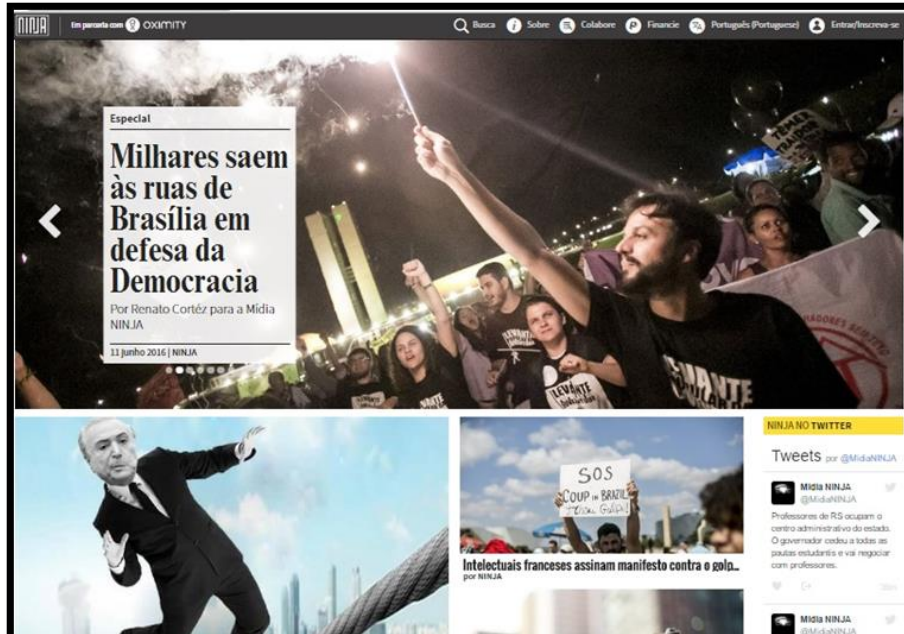 NINJA
Em parceria com OXIMITY
Busca
Sobre
Colabore
Financie
Português (Portuguese)
Entrar/Inscreva-se
Especial
Milhares saem
às ruas de
Brasília em
defesa da
Democracia
Por Renato Cortéz para a Mídia
NINJA
11 junho 2016 | NINJA
TEMER
LEVANTE
LEVANTE
SOS
COUP IN BRAZIL
Intelectuais franceses assinam manifesto contra o golp...
por NINJA
NINJA NO TWITTER
Tweets por @MidiaNINJA
Mídia NINJA
@MidiaNINJA
Professores de RS ocupam o
centro administrativo do estado.
O governador cedeu a todas as
pautas estudantis e vai negociar
com professores.
Mídia NINJA
@MidiaNINJA